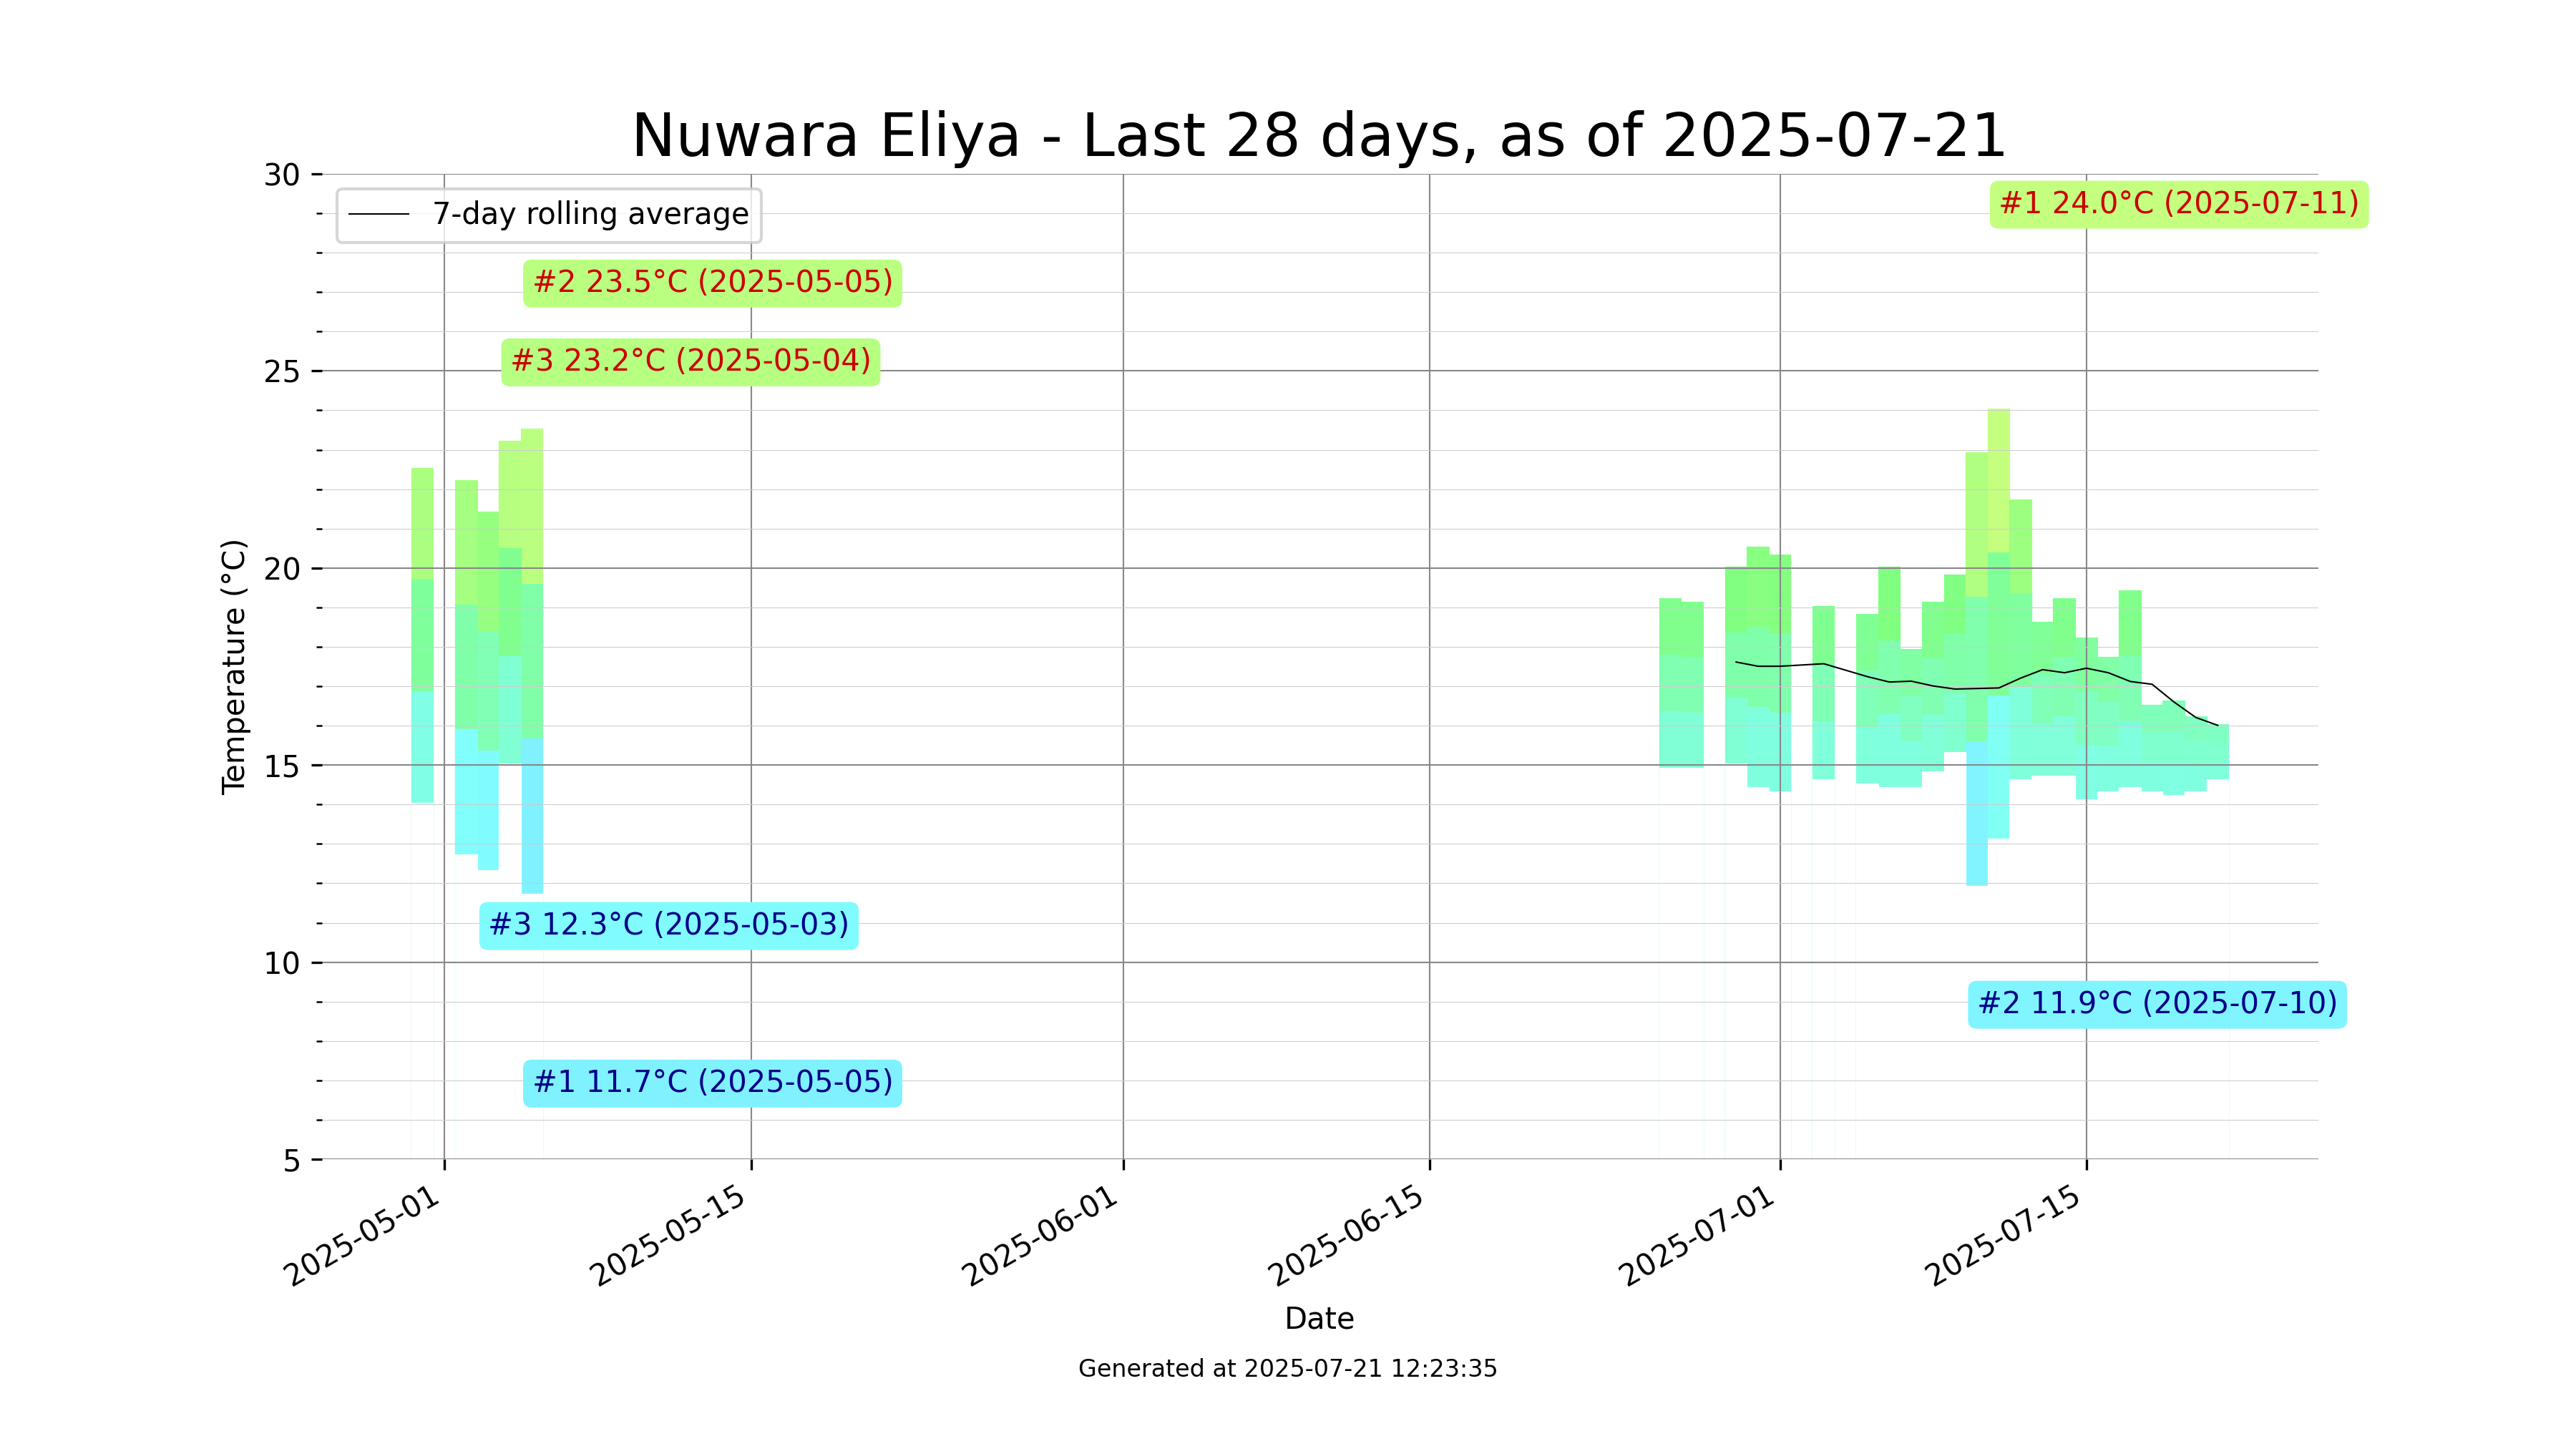 Nuwara Eliya - Last 28 days, as of 2025-07-21
7-day rolling average
#1 24.0°C (2025-07-11)
#2 23.5°C (2025-05-05)
#3 23.2°C (2025-05-04)
#3 12.3°C (2025-05-03)
#2 11.9°C (2025-07-10)
#1 11.7°C (2025-05-05)
Temperature (°C)
30
25
20
15
10
5
2025-05-01
2025-05-15
2025-06-01
2025-06-15
2025-07-01
2025-07-15
Date
Generated at 2025-07-21 12:23:35